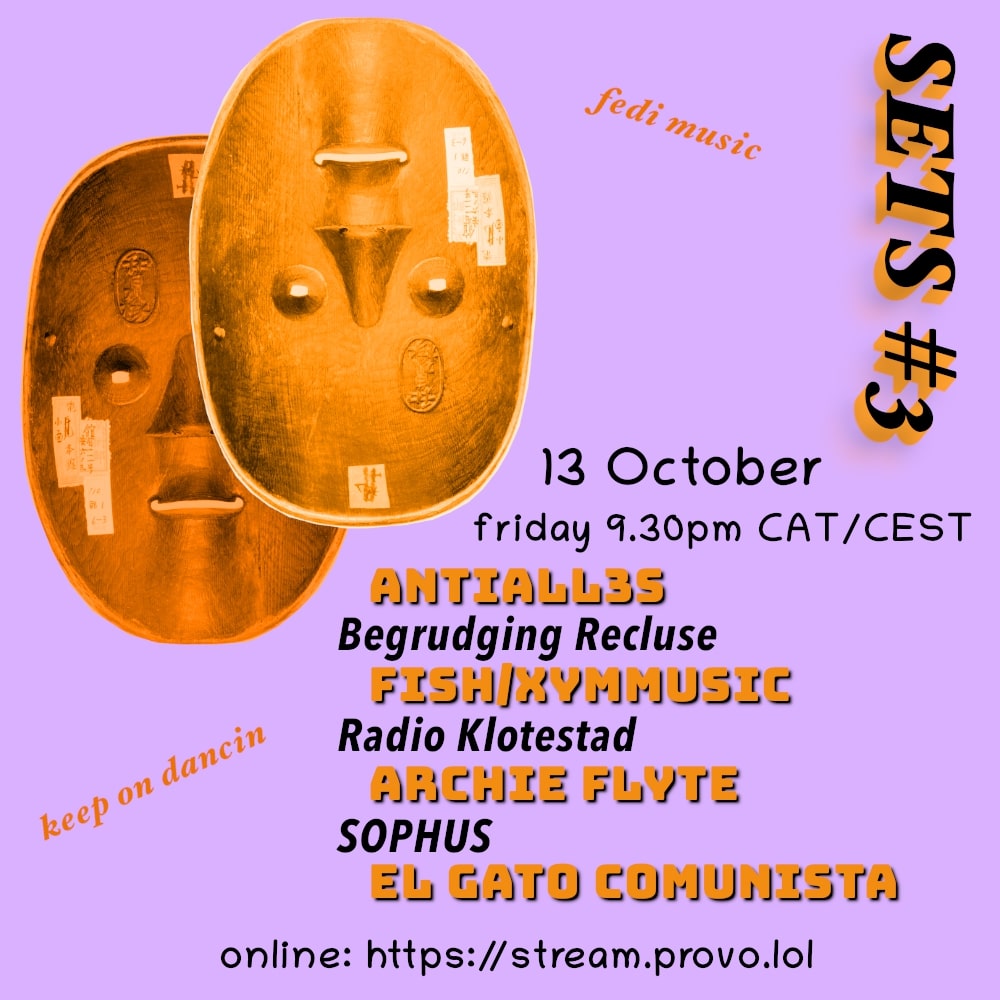 fedi music
SETS #3
13 October
friday 9.30pm CAT/CEST
ANTIALL3S
Begrudging Recluse
FISH/XYMMUSIC
Radio Klotestad
ARCHIE FLYTE
SOPHUS
EL GATO COMUNISTA
keep on dancin
online: https://stream.provo.lol